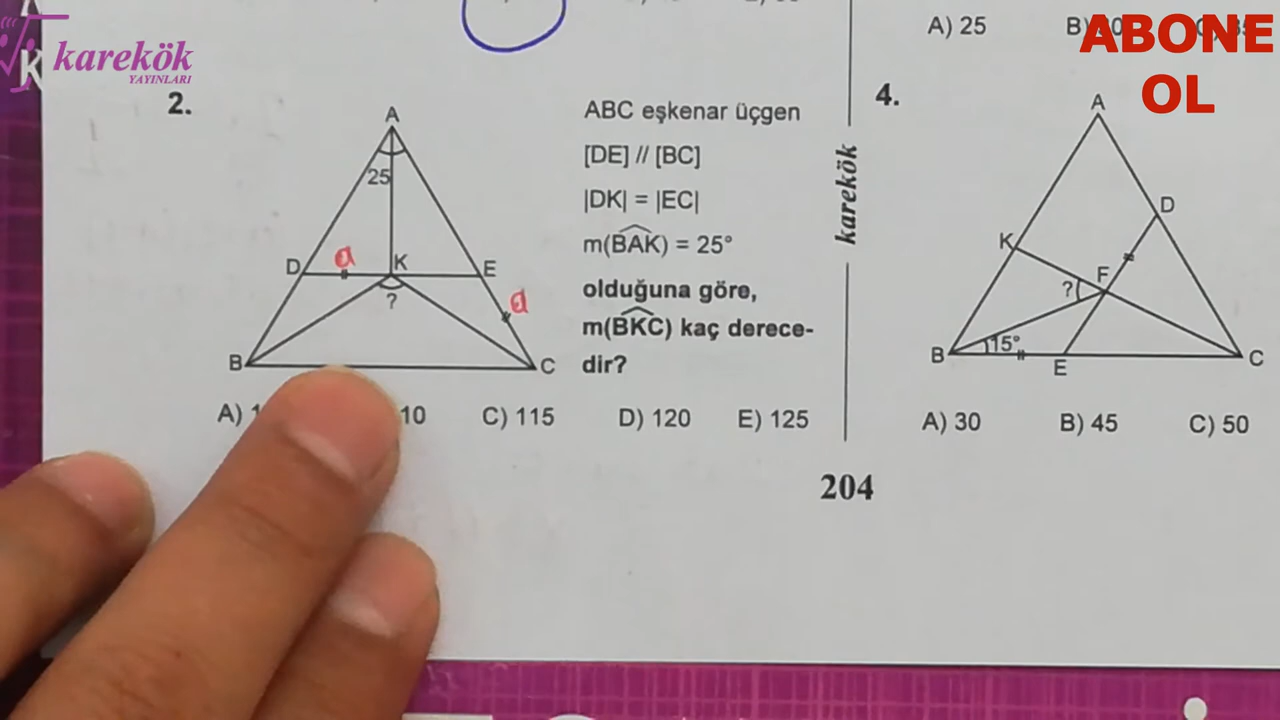 karekök
YAYINLARI
ABONE
OL
A) 25
2.
A
25
D
a
K
E
?
a
B
C
ABC eşkenar üçgen
[DE] // [BC]
|DK| = |EC|
m(BAK) = 25°
olduğuna göre,
m(BKC) kaç derece-
dir?
10 C) 115 D) 120 E) 125
karekök
4.
A
D
K
F
?
15°
B
E
C
A) 30 B) 45 C) 50
204